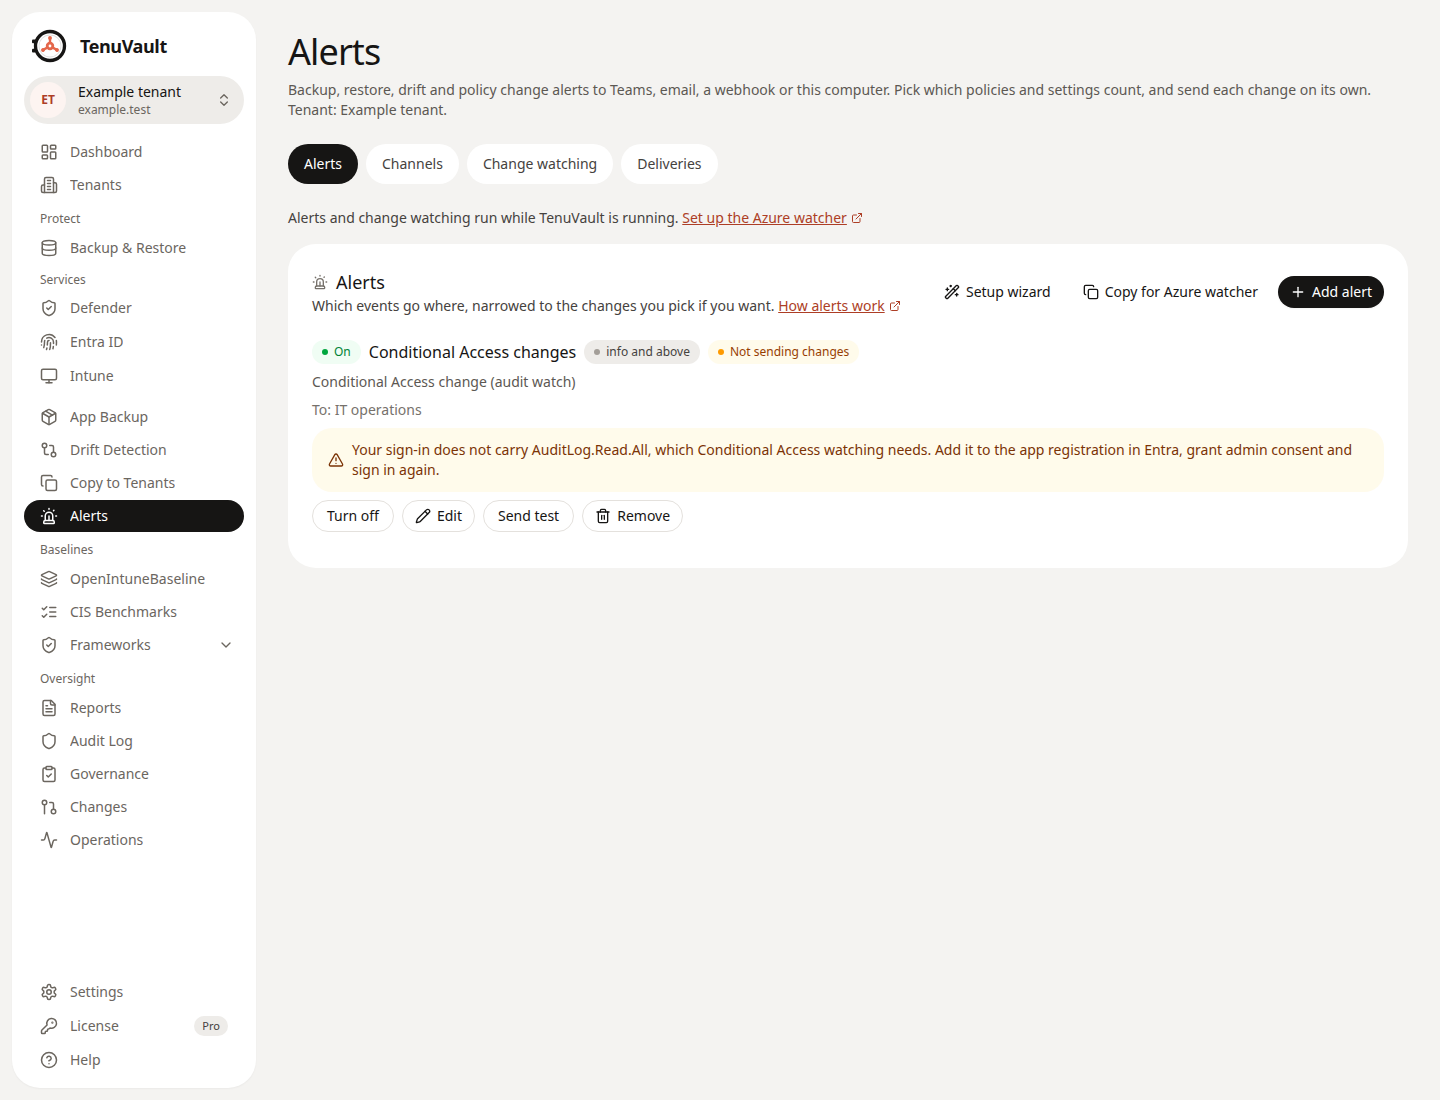 TenuVault
ET
Example tenant
example.test
Dashboard
Tenants
Protect
Backup & Restore
Services
Defender
Entra ID
Intune
App Backup
Drift Detection
Copy to Tenants
Alerts
Baselines
OpenIntuneBaseline
CIS Benchmarks
Frameworks
Oversight
Reports
Audit Log
Governance
Changes
Operations
Settings
License
Pro
Help
Alerts
Backup, restore, drift and policy change alerts to Teams, email, a webhook or this computer. Pick which policies and settings count, and send each change on its own.
Tenant: Example tenant.
Alerts
Channels
Change watching
Deliveries
Alerts and change watching run while TenuVault is running. Set up the Azure watcher
Alerts
Which events go where, narrowed to the changes you pick if you want. How alerts work
Setup wizard
Copy for Azure watcher
Add alert
On
Conditional Access changes
info and above
Not sending changes
Conditional Access change (audit watch)
To: IT operations
Your sign-in does not carry AuditLog.Read.All, which Conditional Access watching needs. Add it to the app registration in Entra, grant admin consent and
sign in again.
Turn off
Edit
Send test
Remove